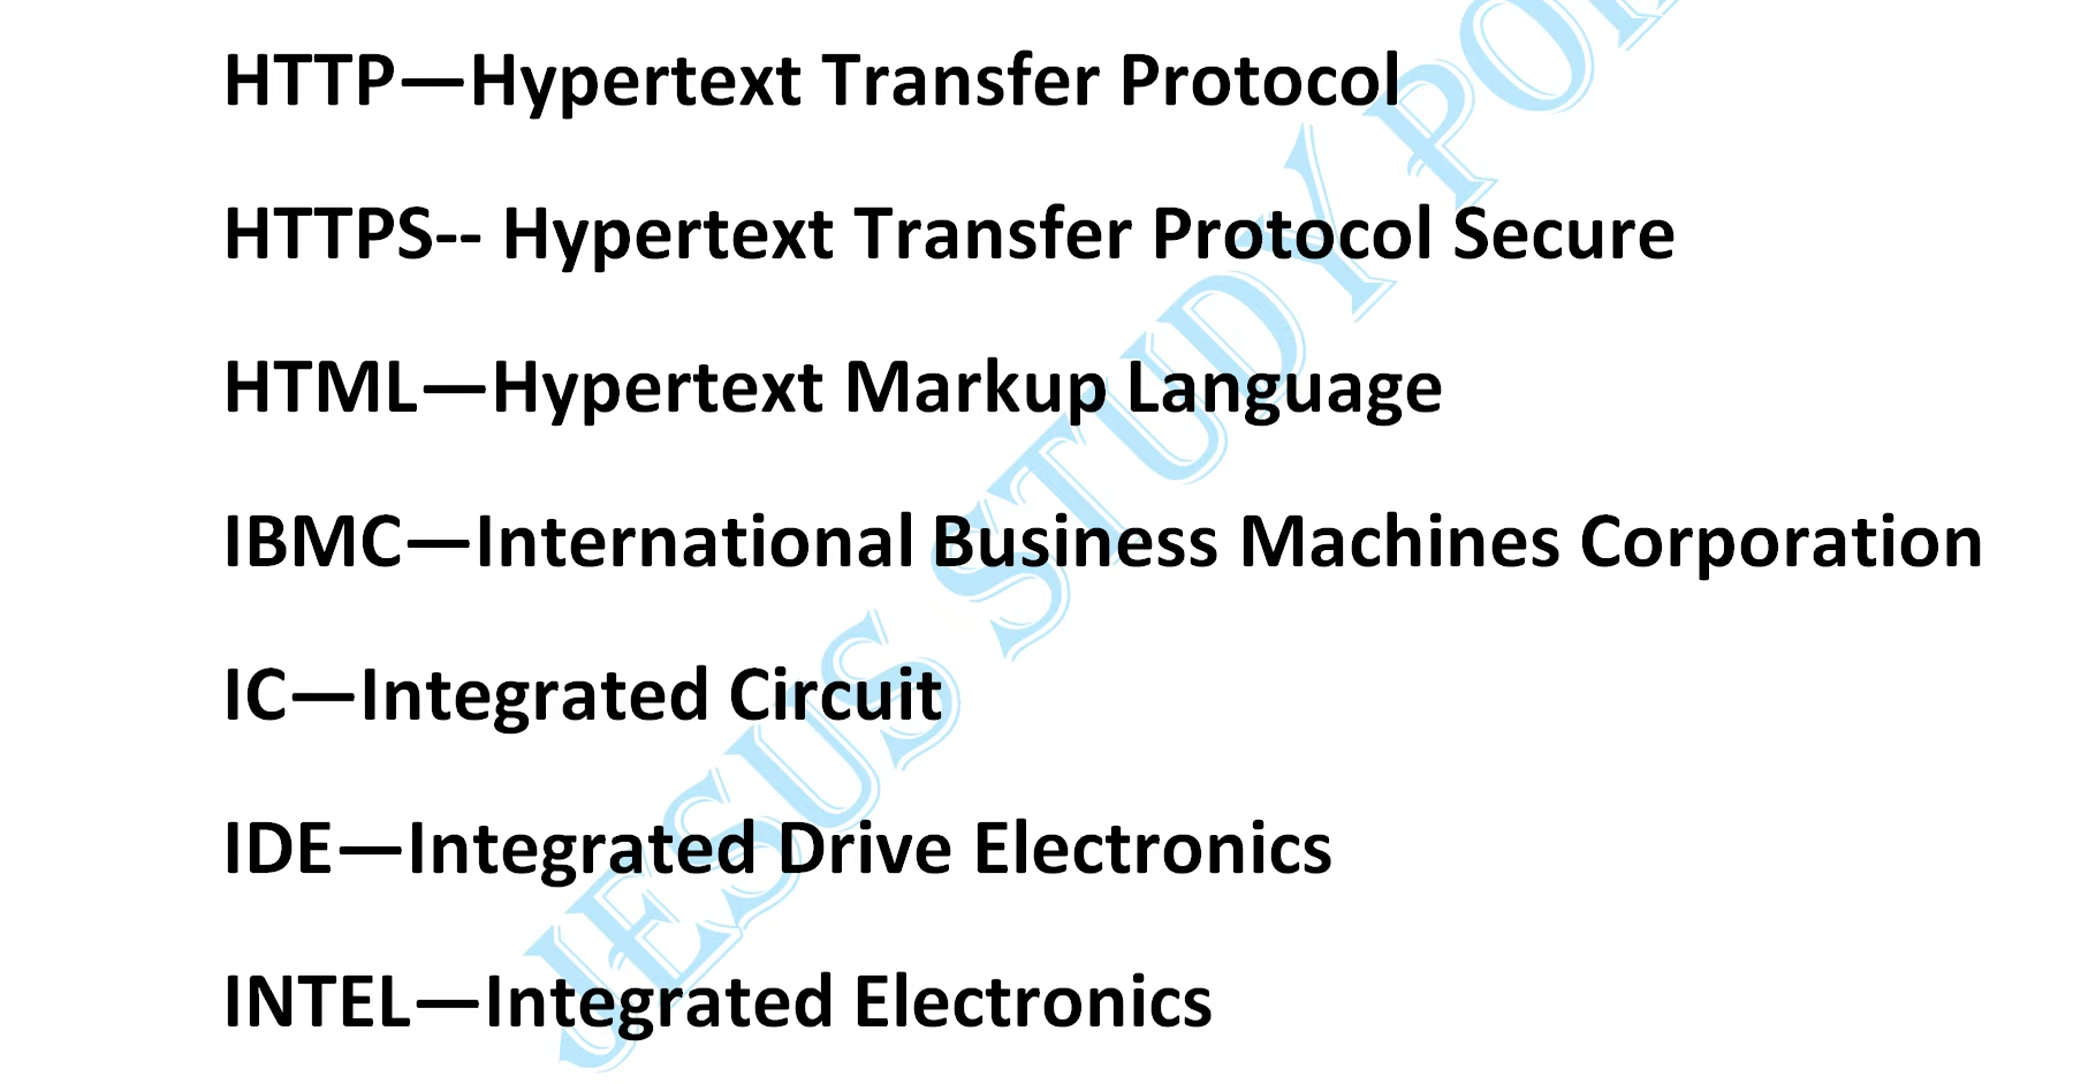 HTTP—Hypertext Transfer Protocol
HTTPS-- Hypertext Transfer Protocol Secure
HTML—Hypertext Markup Language
IBMC—International Business Machines Corporation
IC—Integrated Circuit
IDE—Integrated Drive Electronics
INTEL—Integrated Electronics
JESUS STUDY